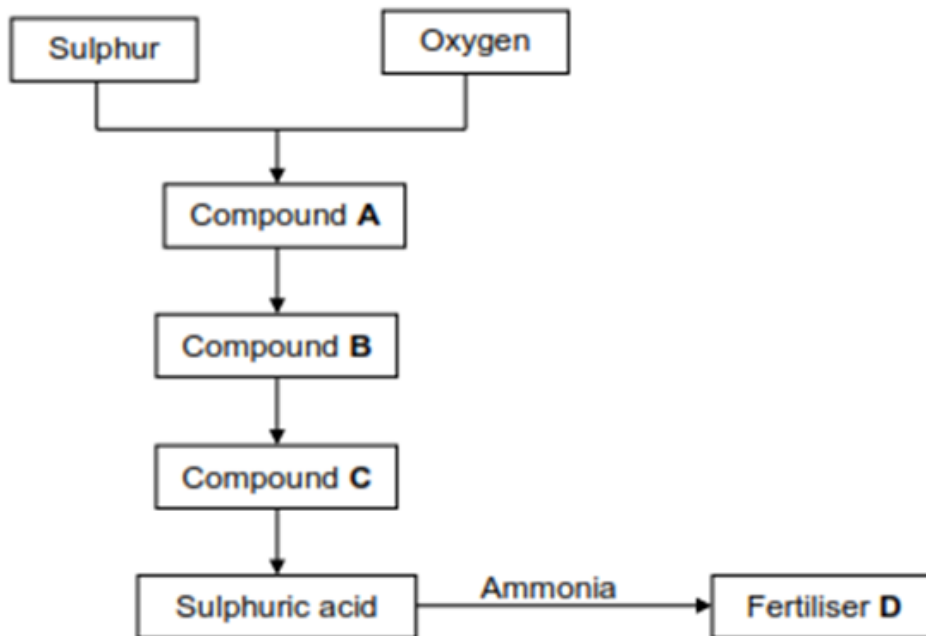 Sulphur
Oxygen
Compound A
Compound B
Compound C
Sulphuric acid
Ammonia
Fertiliser D